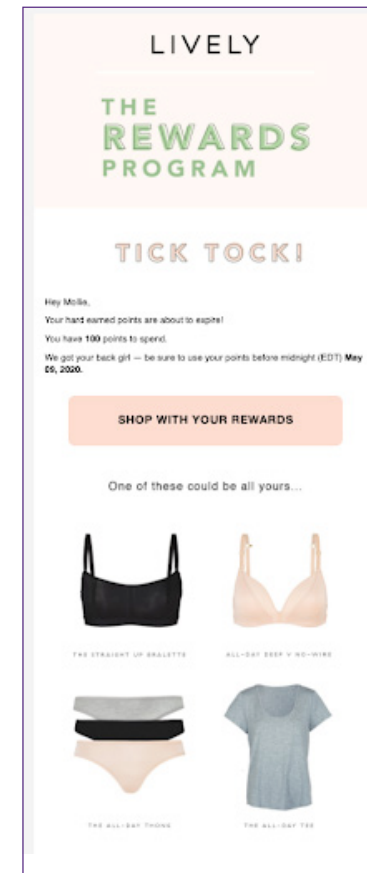 LIVELY
THE
REWARDS
PROGRAM
TICK TOCK!
Hey Mollie,
Your hard earned points are about to expire!
You have 100 points to spend.
We got your back girl — be sure to use your points before midnight (EDT) May
09, 2020.
SHOP WITH YOUR REWARDS
One of these could be all yours...
THE STRAIGHT UP BRALETTE
ALL-DAY DEEP V NO-WIRE
THE ALL-DAY THONG
THE ALL-DAY TEE